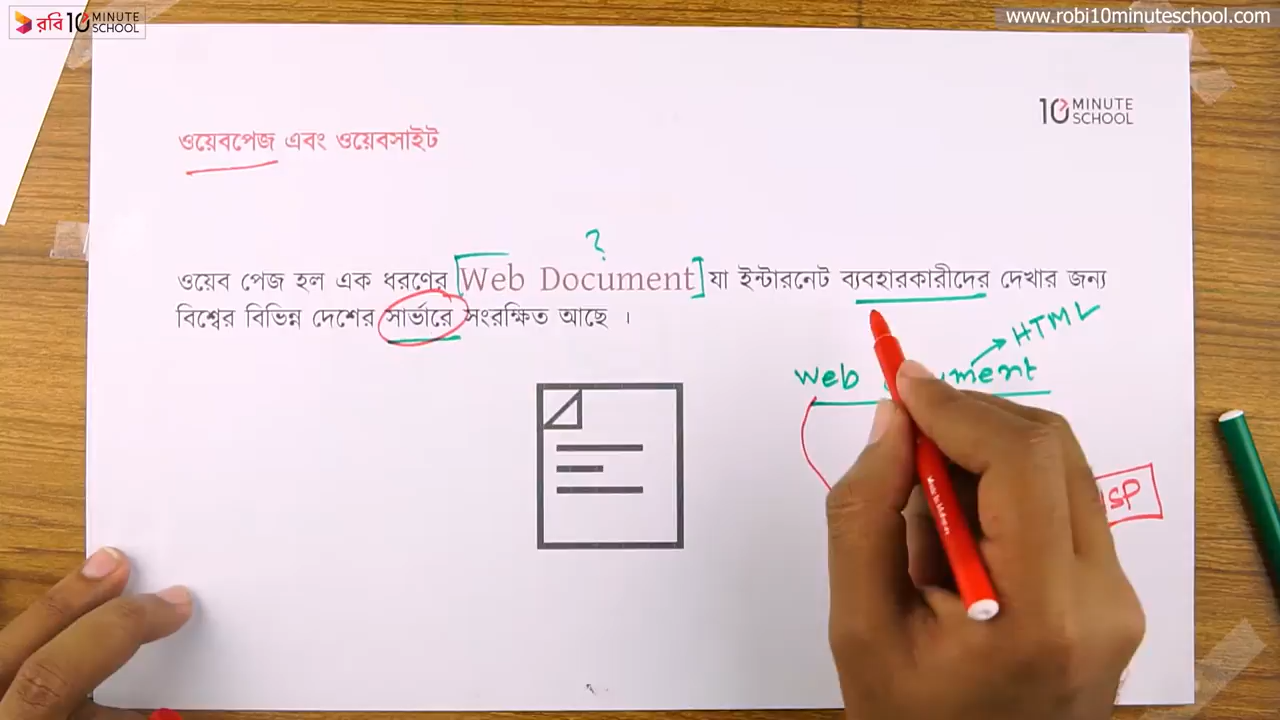 রবি 10 MINUTE SCHOOL
www.robi10minuteschool.com
10 MINUTE SCHOOL
ওয়েবপেজ এবং ওয়েবসাইট
?
ওয়েব পেজ হল এক ধরণের [Web Document] যা ইন্টারনেট ব্যবহারকারীদের দেখার জন্য
বিশ্বের বিভিন্ন দেশের সার্ভারে সংরক্ষিত আছে ।
HTML
Web